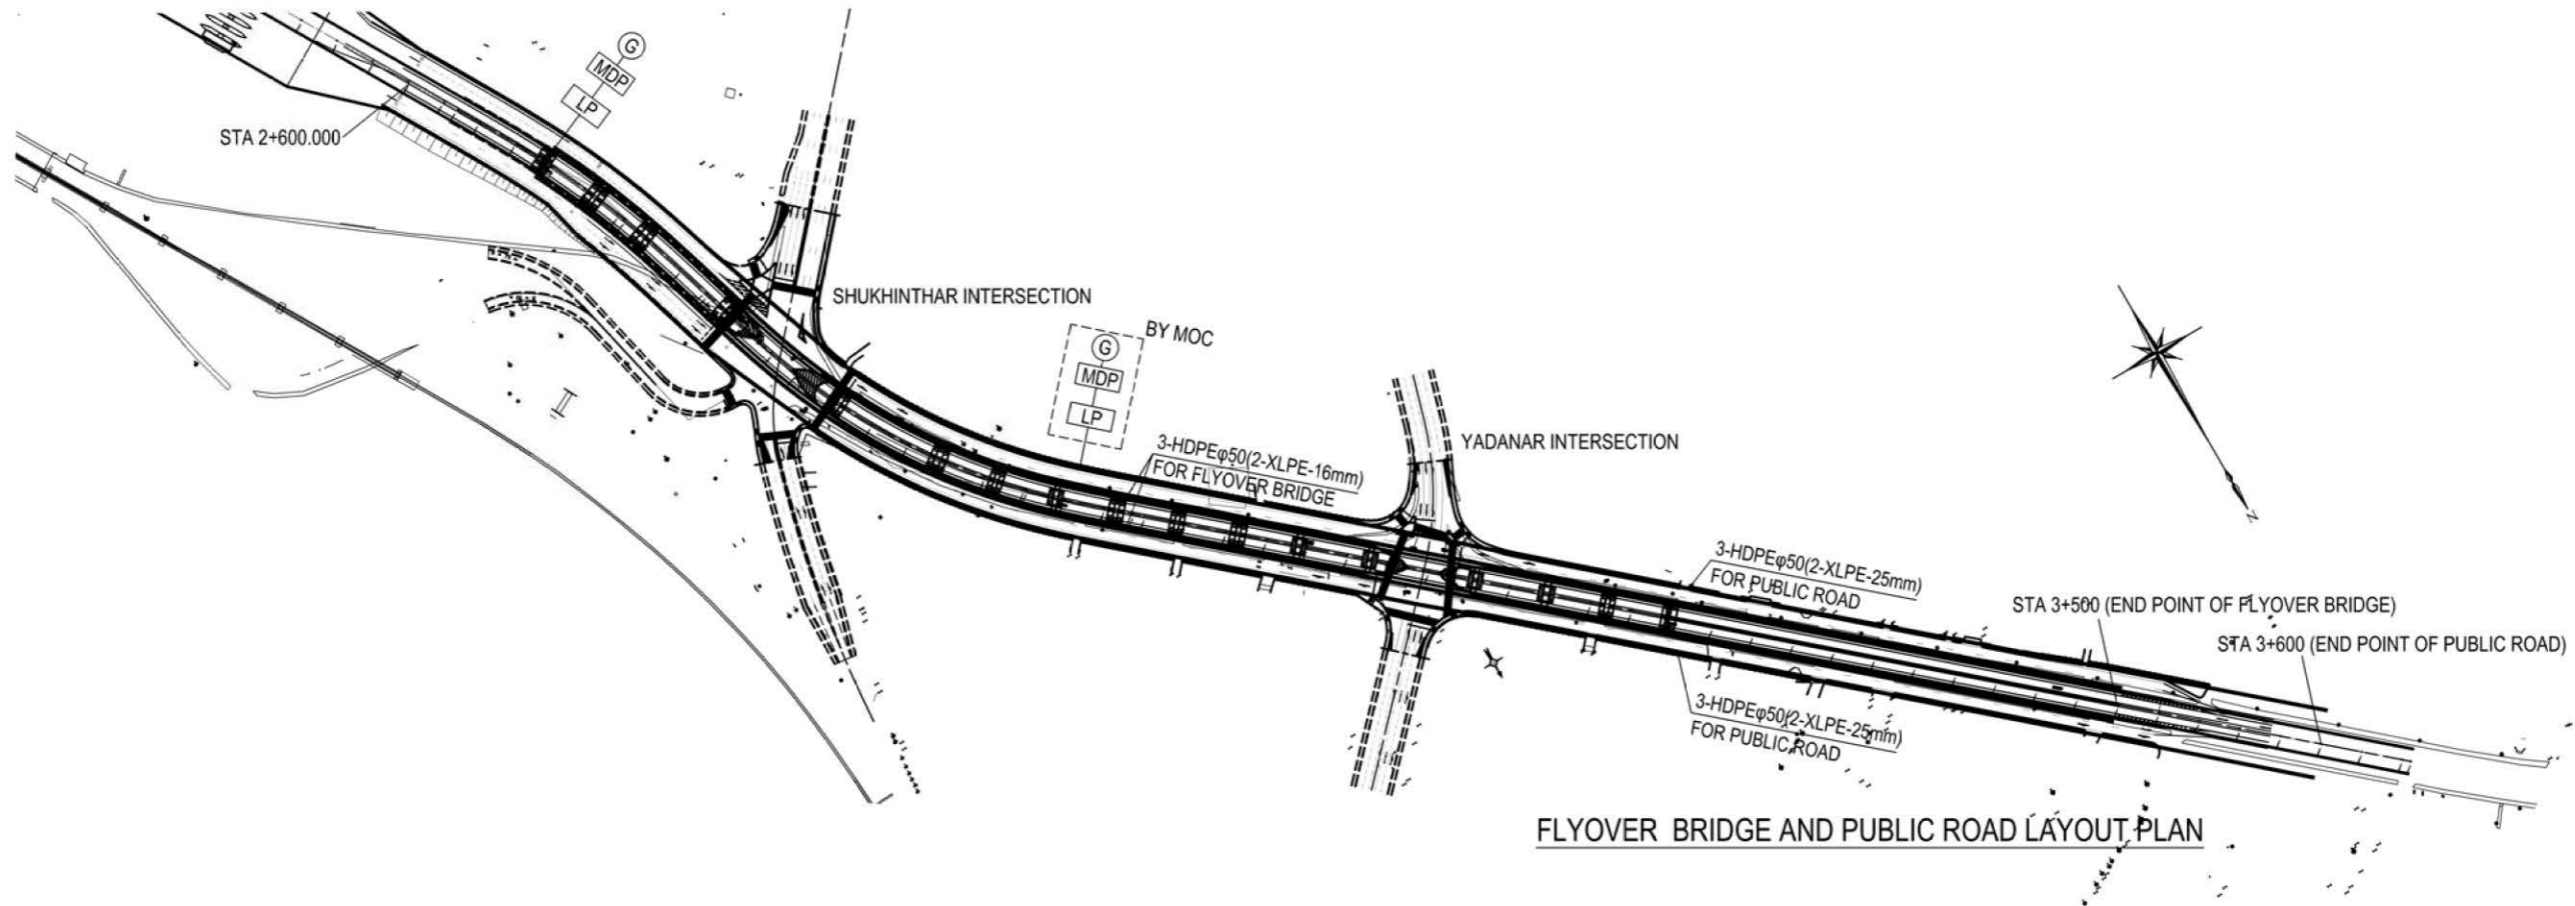 G
MDP
LP
STA 2+600.000
SHUKHINTHAR INTERSECTION
BY MOC
G
MDP
LP
3-HDPEφ50(2-XLPE-16mm)
FOR FLYOVER BRIDGE
YADANAR INTERSECTION
N
3-HDPEφ50(2-XLPE-25mm)
FOR PUBLIC ROAD
STA 3+500 (END POINT OF FLYOVER BRIDGE)
STA 3+600 (END POINT OF PUBLIC ROAD)
3-HDPEφ50(2-XLPE-25mm)
FOR PUBLIC ROAD
FLYOVER BRIDGE AND PUBLIC ROAD LAYOUT PLAN